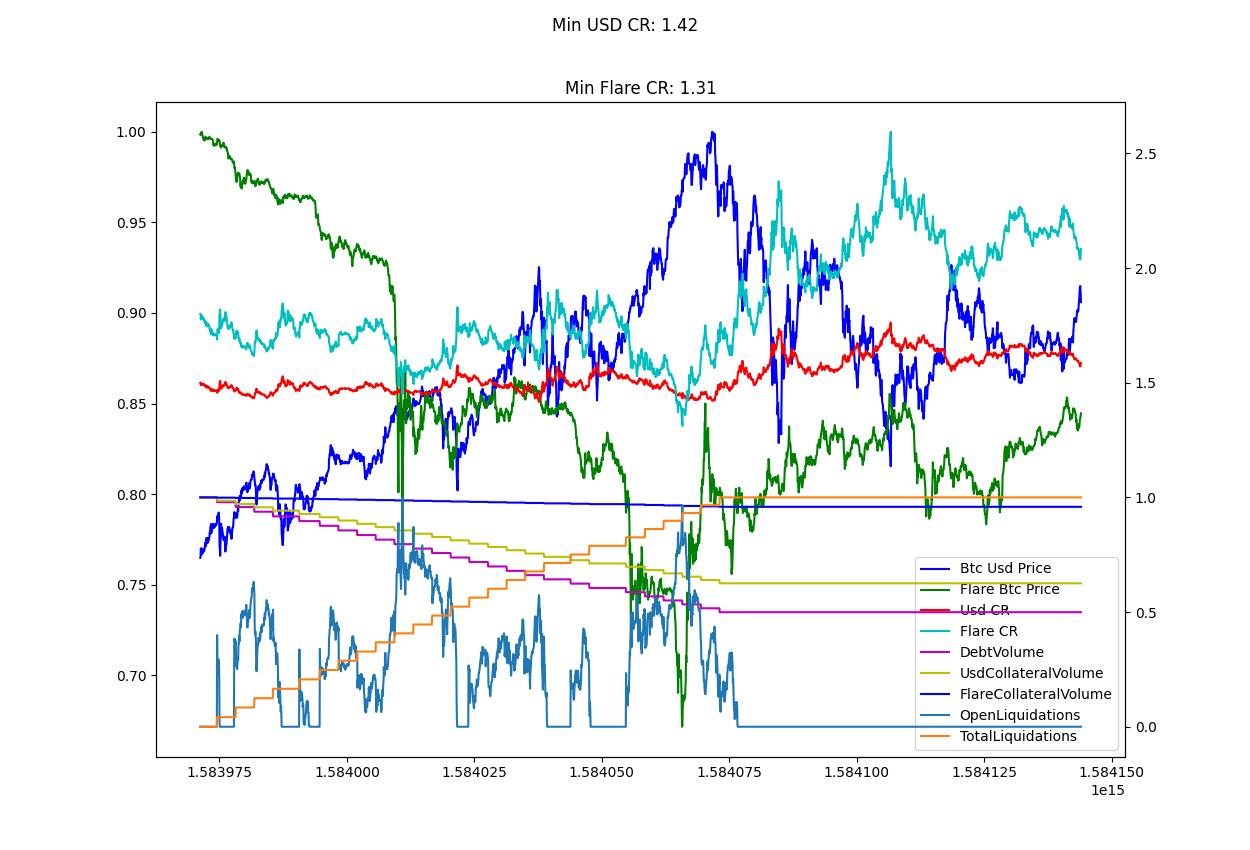 Min USD CR: 1.42
Min Flare CR: 1.31
1.00
0.95
0.90
0.85
0.80
0.75
0.70
2.5
2.0
1.5
1.0
0.5
0.0
Btc Usd Price
Flare Btc Price
Usd CR
Flare CR
DebtVolume
UsdCollateralVolume
FlareCollateralVolume
OpenLiquidations
TotalLiquidations
1.583975 1.584000 1.584025 1.584050 1.584075 1.584100 1.584125 1.584150
1e15